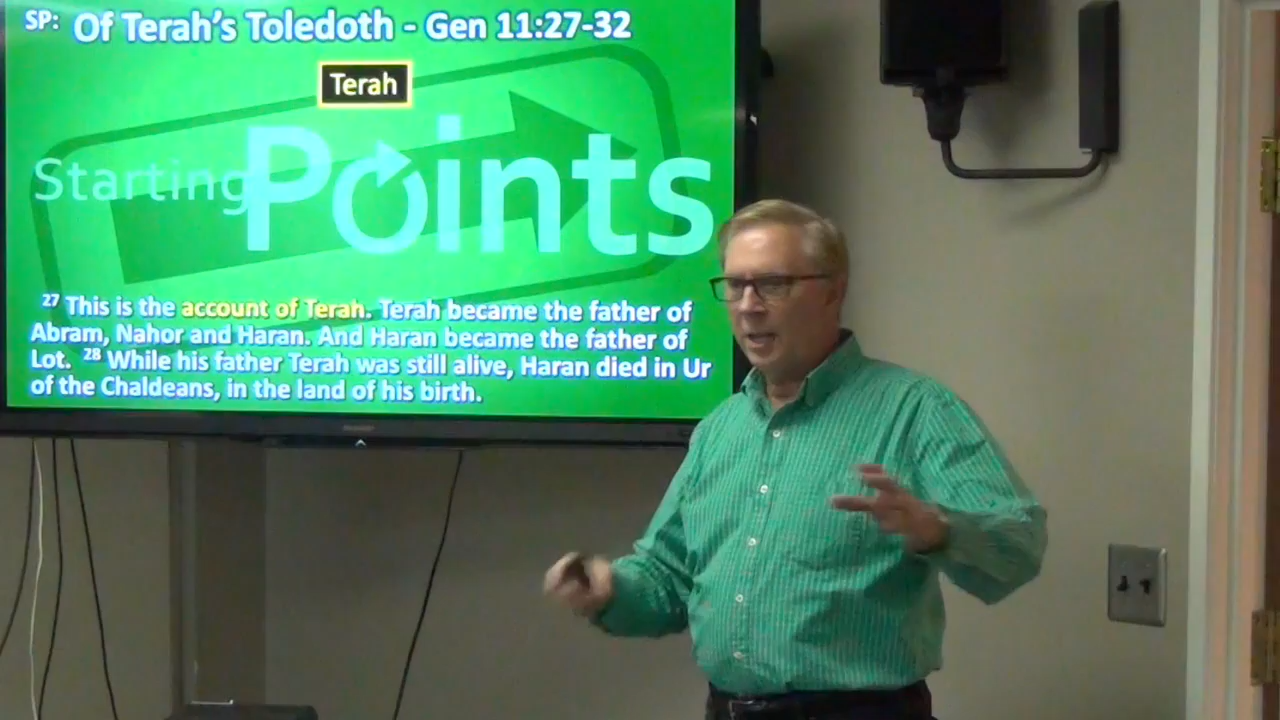 SP: Of Terah's Toledoth - Gen 11:27-32
Terah
Starting Points
27 This is the account of Terah. Terah became the father of
Abram, Nahor and Haran. And Haran became the father of
Lot. 28 While his father Terah was still alive, Haran died in Ur
of the Chaldeans, in the land of his birth.